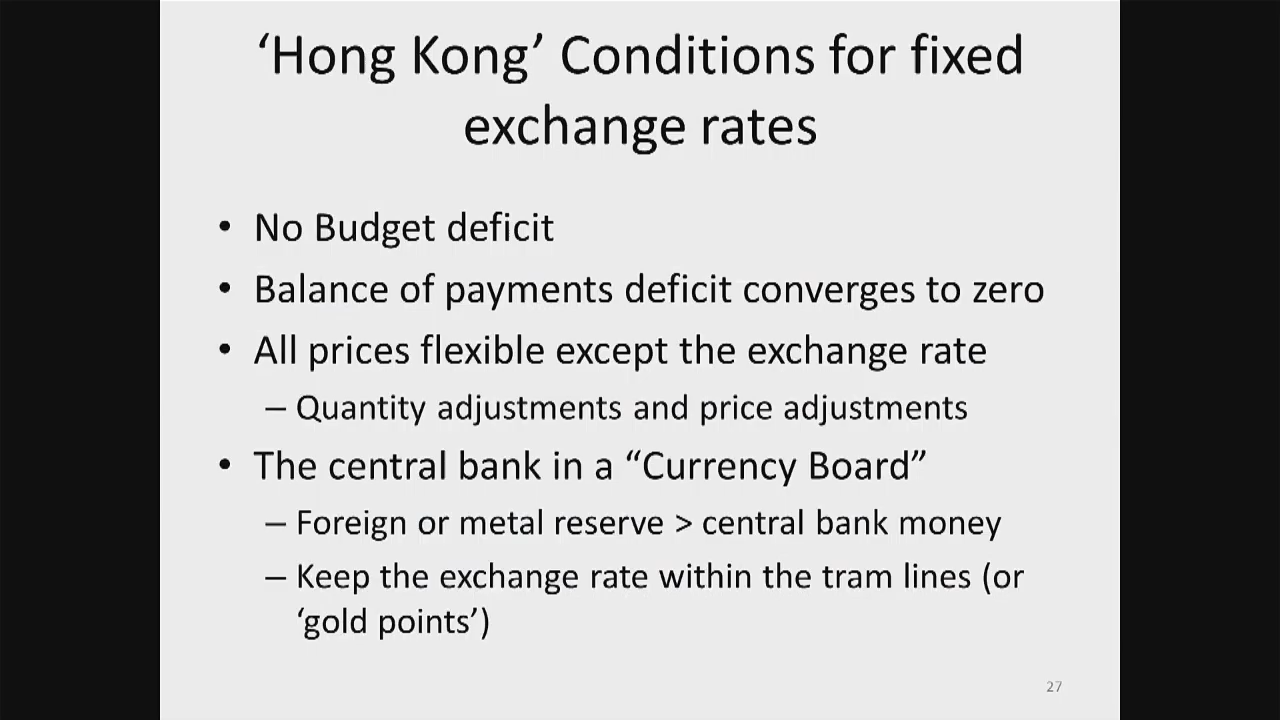 ‘Hong Kong’ Conditions for fixed
exchange rates
• No Budget deficit
• Balance of payments deficit converges to zero
• All prices flexible except the exchange rate
– Quantity adjustments and price adjustments
• The central bank in a “Currency Board”
– Foreign or metal reserve > central bank money
– Keep the exchange rate within the tram lines (or
‘gold points’)
27